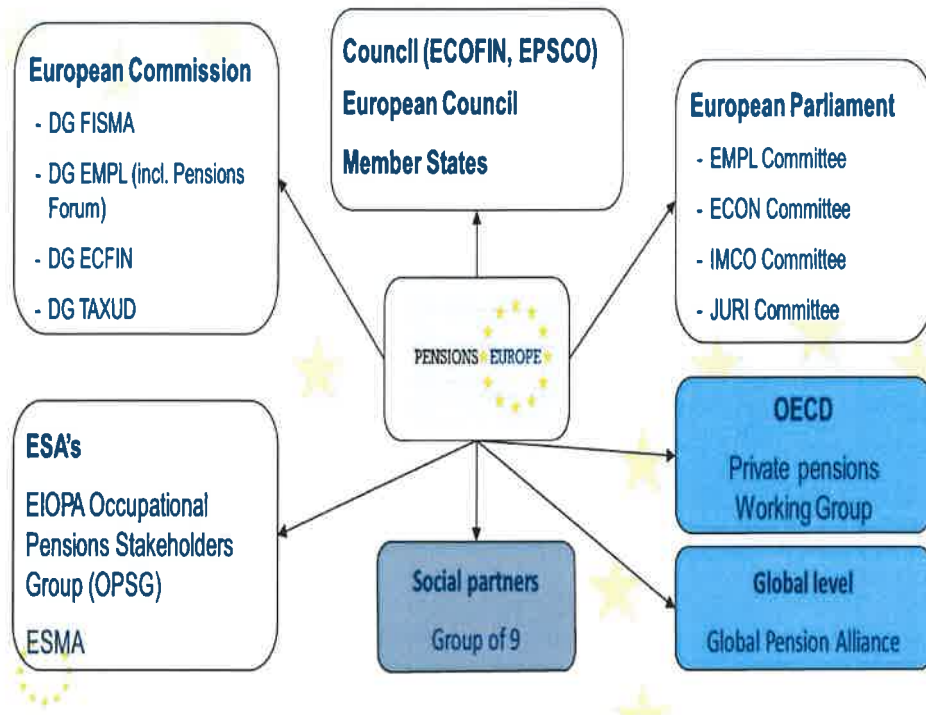 European Commission
- DG FISMA
- DG EMPL (incl. Pensions
Forum)
- DG ECFIN
- DG TAXUD
Council (ECOFIN, EPSCO)
European Council
Member States
European Parliament
- EMPL Committee
- ECON Committee
- IMCO Committee
- JURI Committee
PENSIONS EUROPE
ESA's
EIOPA Occupational
Pensions Stakeholders
Group (OPSG)
ESMA
Social partners
Group of 9
OECD
Private pensions
Working Group
Global level
Global Pension Alliance